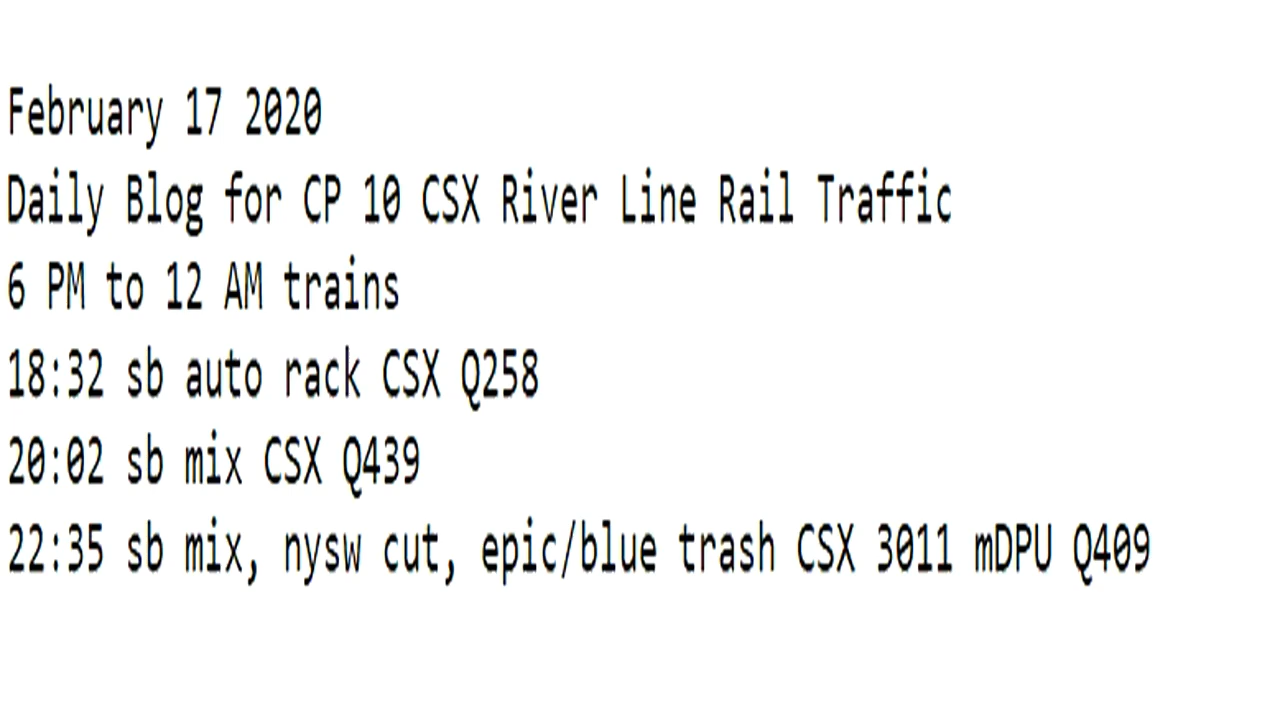 February 17 2020
Daily Blog for CP 10 CSX River Line Rail Traffic
6 PM to 12 AM trains
18:32 sb auto rack CSX Q258
20:02 sb mix CSX Q439
22:35 sb mix, nysw cut, epic/blue trash CSX 3011 mDPU Q409